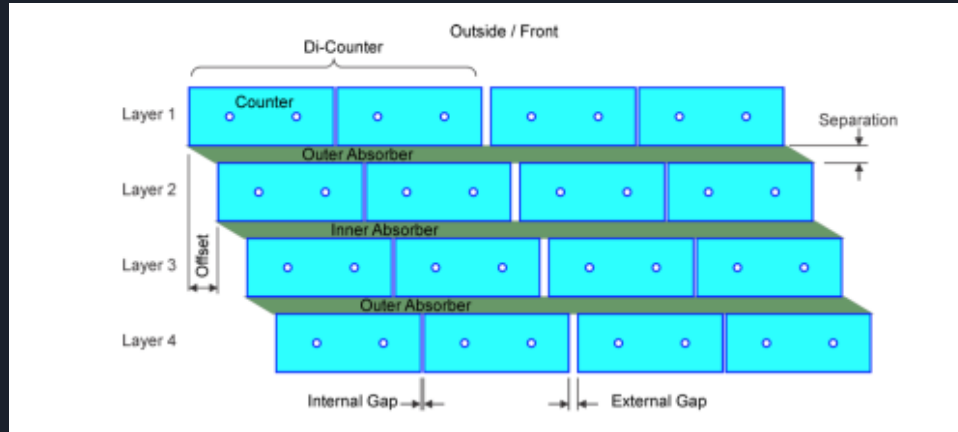 Outside / Front
Di-Counter
Layer 1
Counter
Separation
Outer Absorber
Layer 2
Inner Absorber
Offset
Layer 3
Outer Absorber
Layer 4
Internal Gap
External Gap